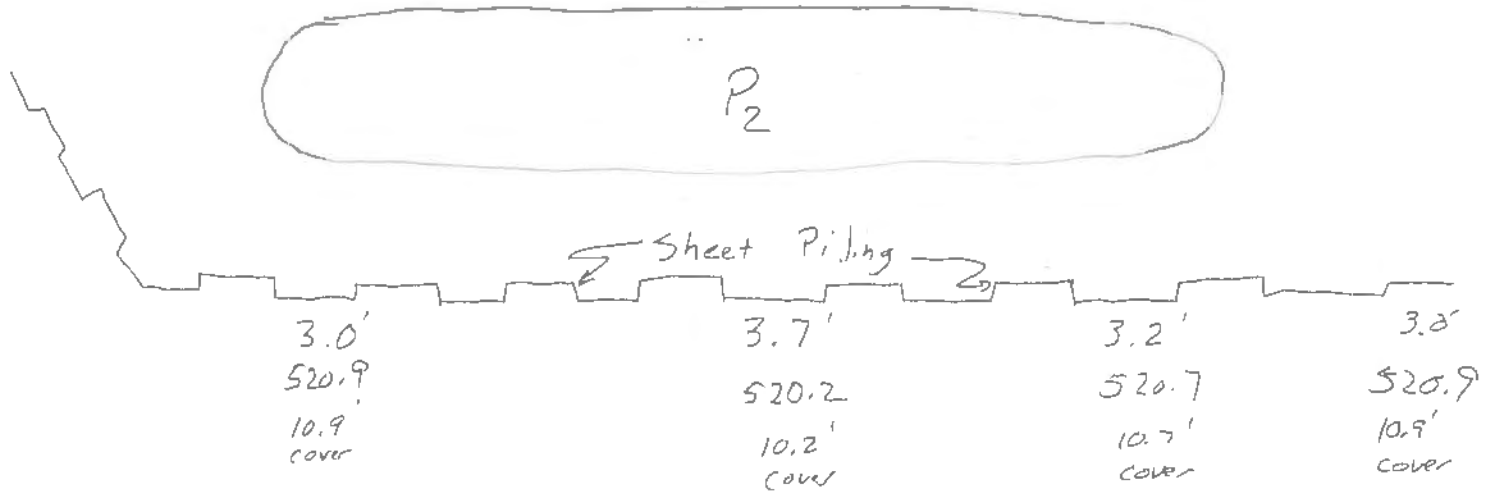 P2
Sheet Piling
3.0' 3.7' 3.2' 3.0'
520.9 520.2 520.7 520.9
10.9' 10.2' 10.7' 10.9'
cover cover cover cover